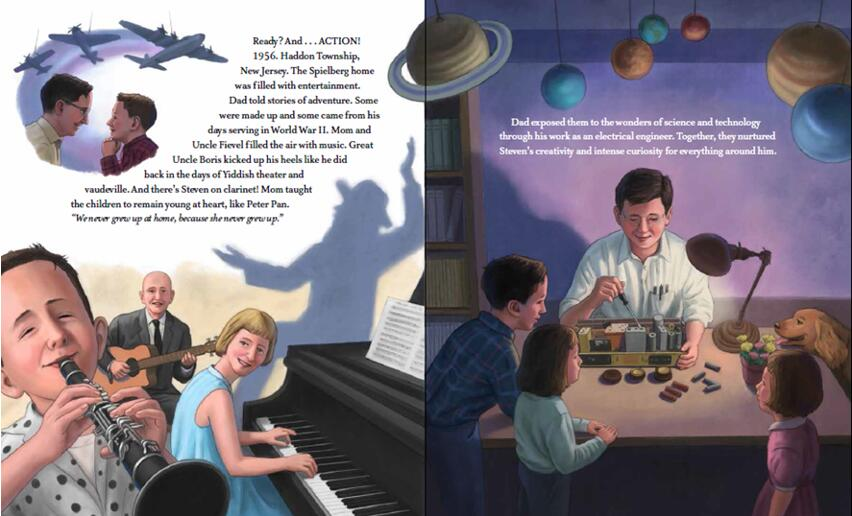 Ready? And . . . ACTION!
1956. Haddon Township,
New Jersey. The Spielberg home
was filled with entertainment.
Dad told stories of adventure. Some
were made up and some came from his
days serving in World War II. Mom and
Uncle Fievel filled the air with music. Great
Uncle Boris kicked up his heels like he did
back in the days of Yiddish theater and
vaudeville. And there's Steven on clarinet! Mom taught
the children to remain young at heart, like Peter Pan.
"We never grew up at home, because she never grew up."
Dad exposed them to the wonders of science and technology
through his work as an electrical engineer. Together, they nurtured
Steven's creativity and intense curiosity for everything around him.